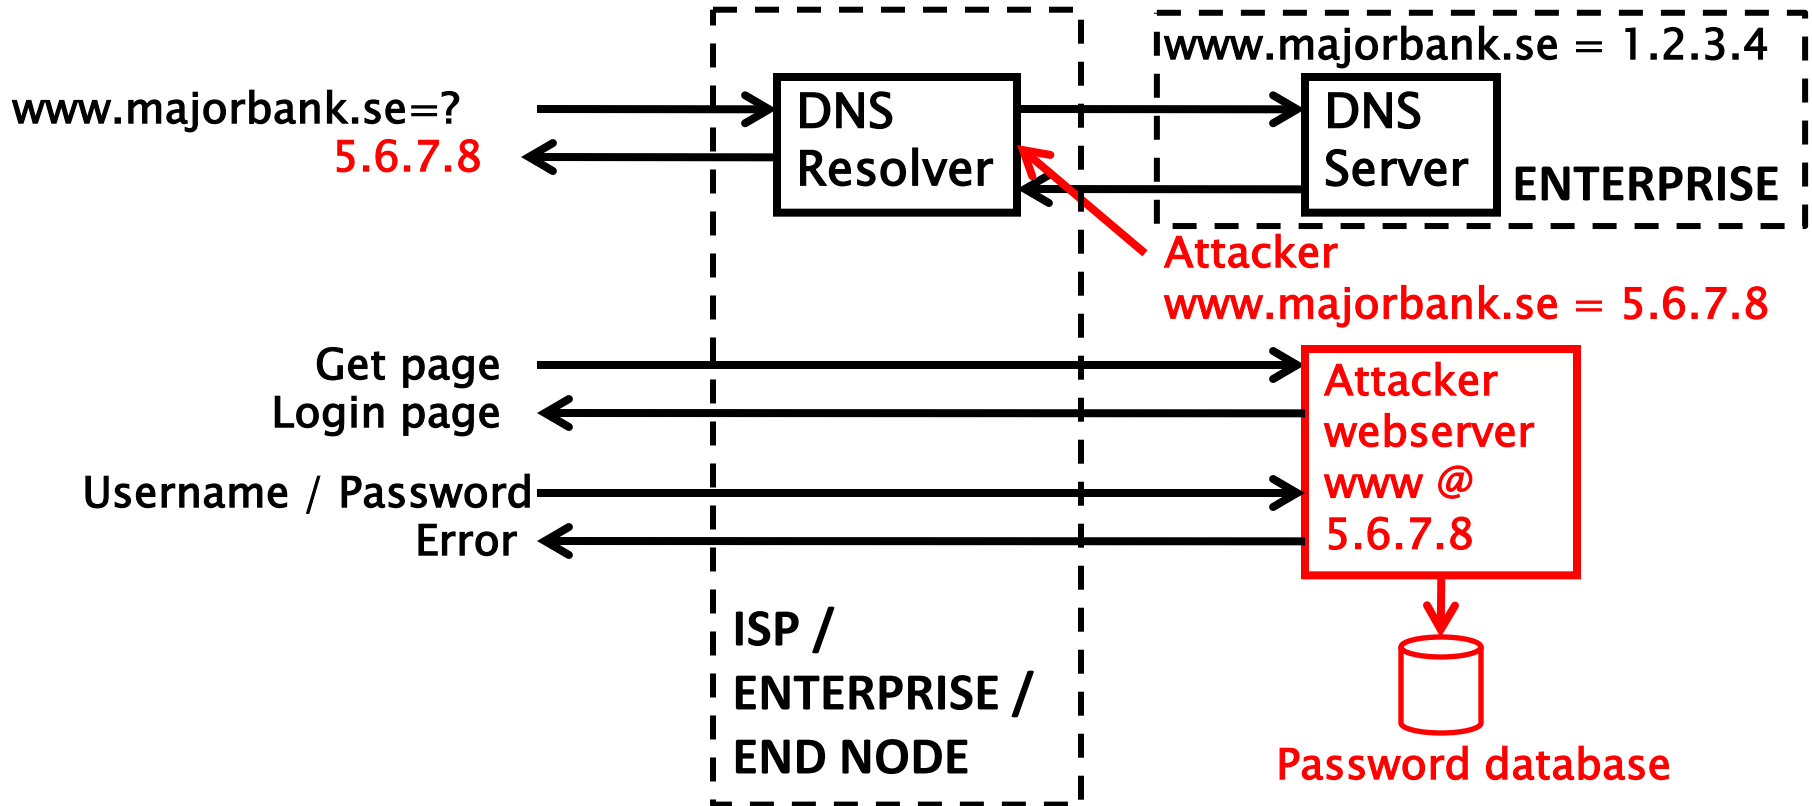 www.majorbank.se = 1.2.3.4
www.majorbank.se=?
5.6.7.8
DNS
Resolver
DNS
Server
ENTERPRISE
Attacker
www.majorbank.se = 5.6.7.8
Get page
Login page
Username / Password
Error
Attacker
webserver
www @
5.6.7.8
ISP /
ENTERPRISE /
END NODE
Password database